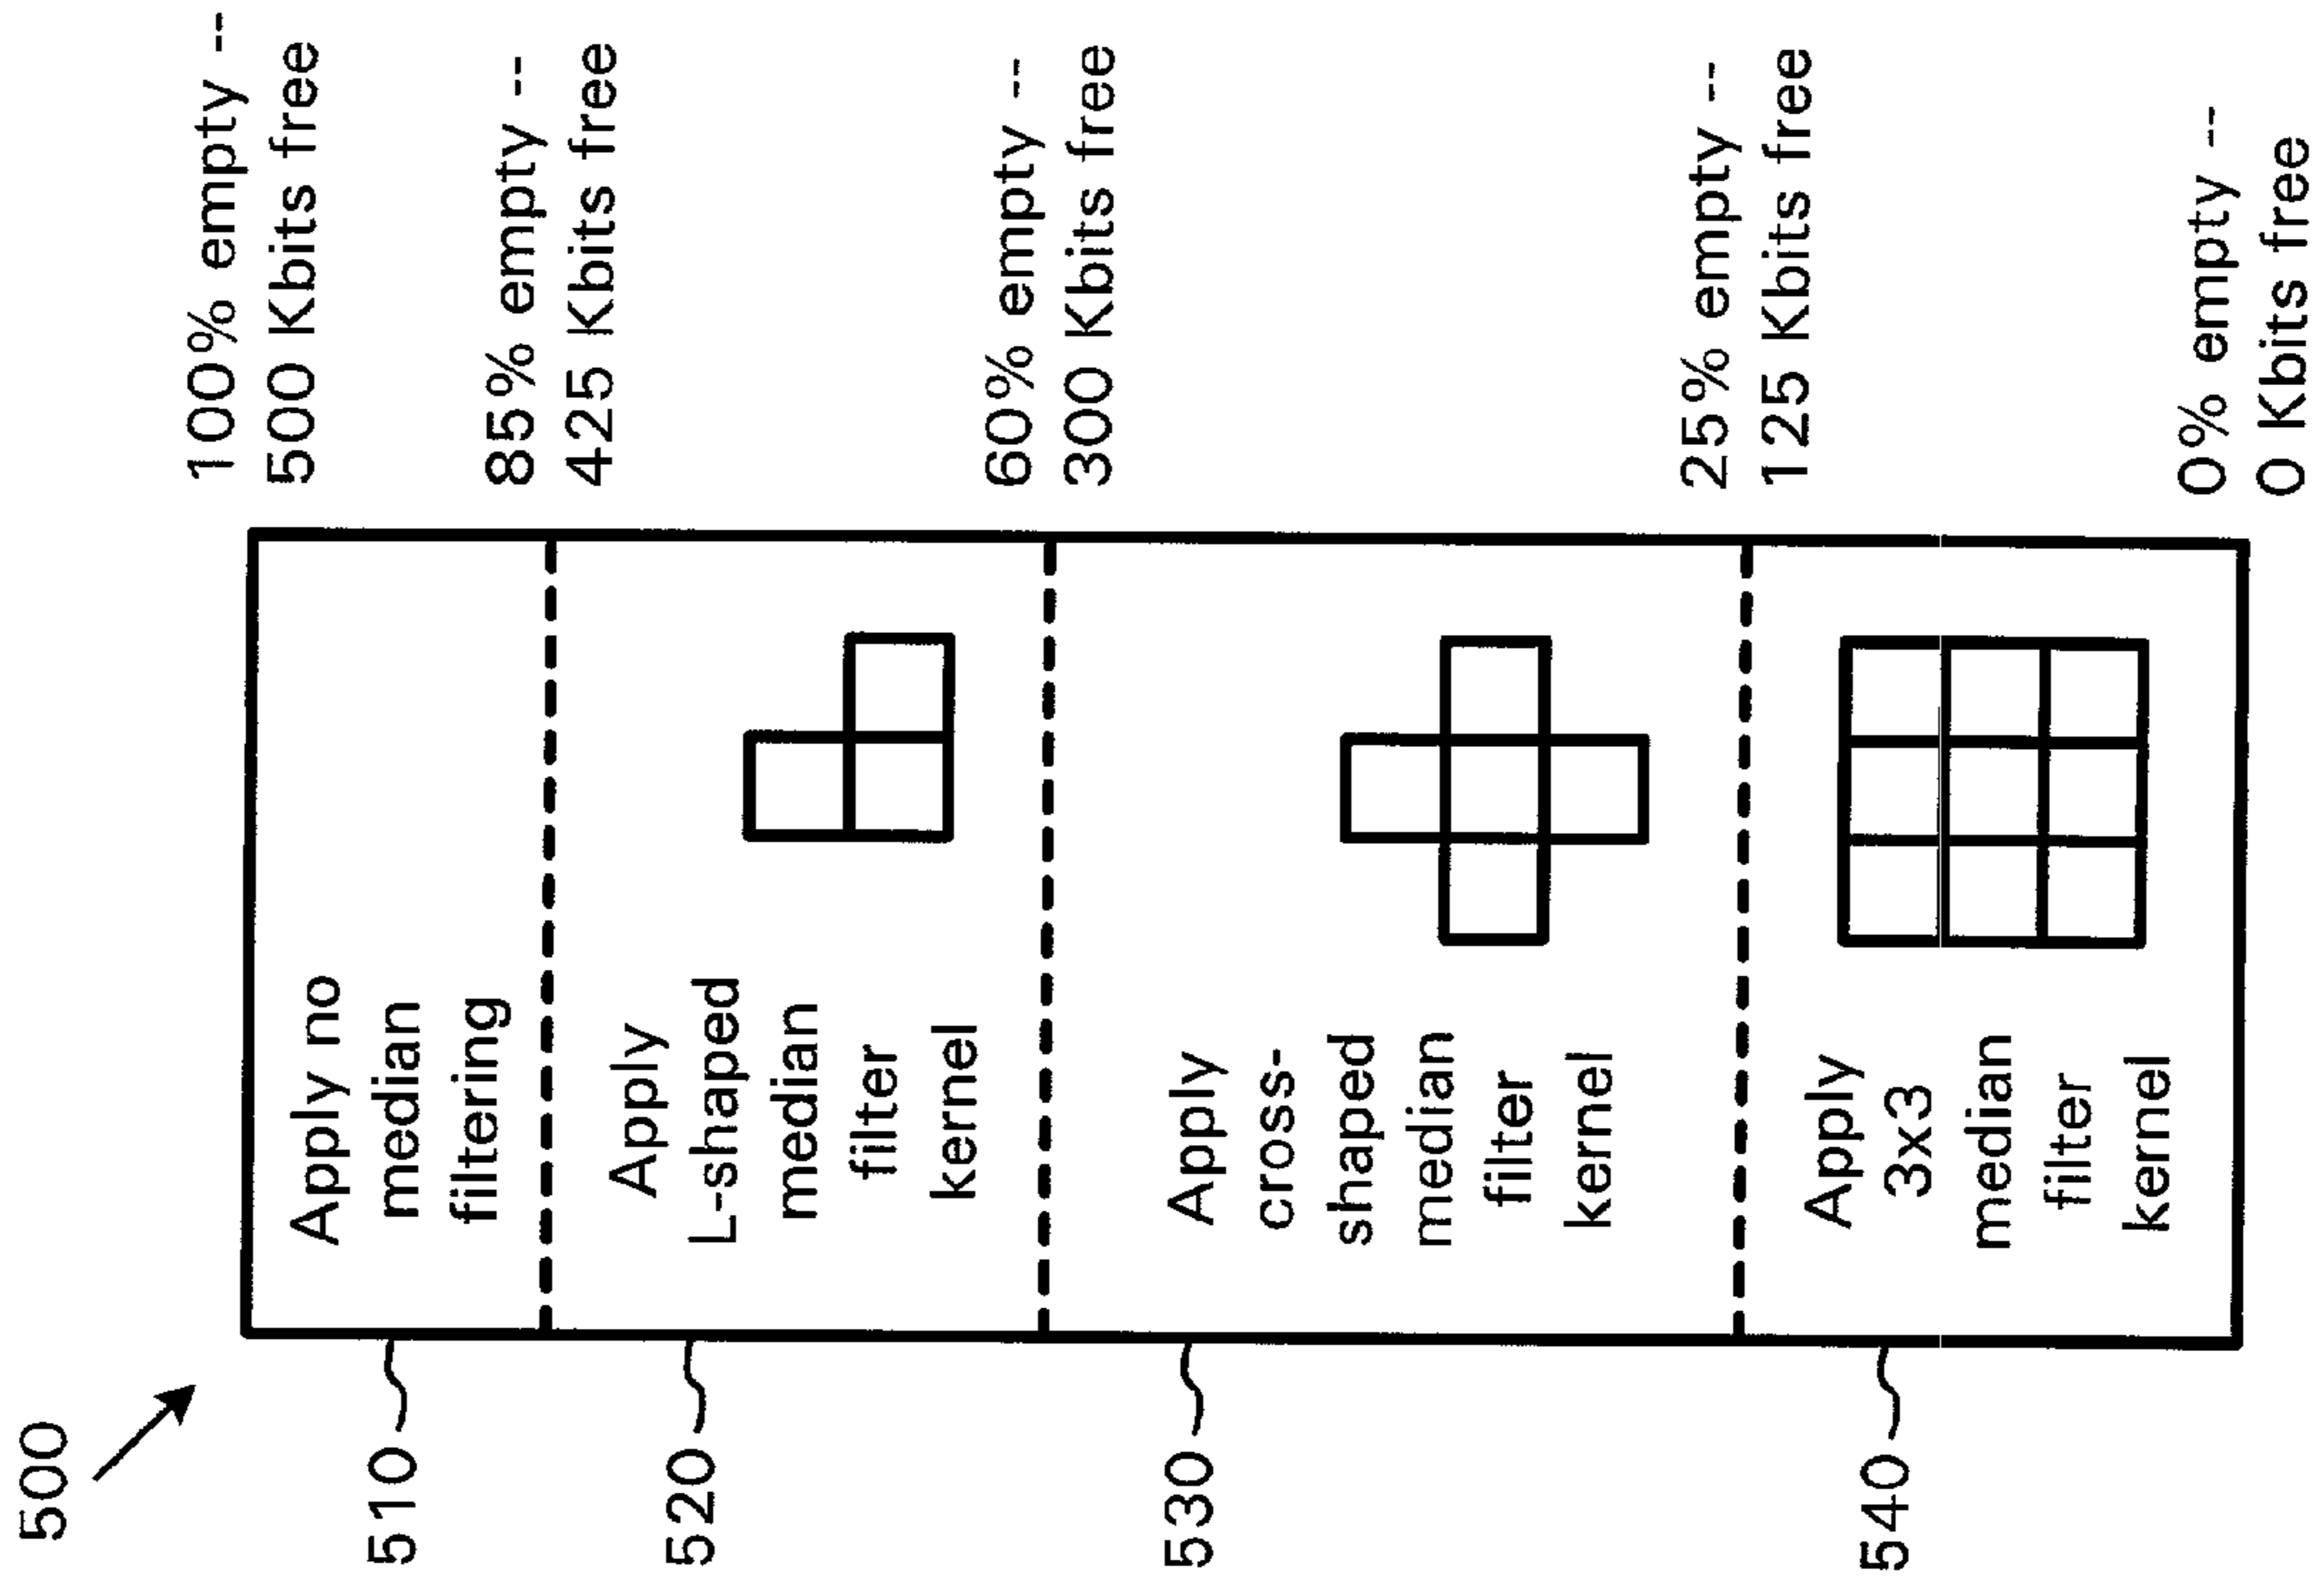 500
510
Apply no
median
filtering
100% empty --
500 Kbits free
85% empty --
425 Kbits free
520
Apply
L-shaped
median
filter
kernel
60% empty --
300 Kbits free
530
Apply
cross-
shaped
median
filter
kernel
25% empty --
125 Kbits free
540
Apply
3x3
median
filter
kernel
0% empty --
0 Kbits free